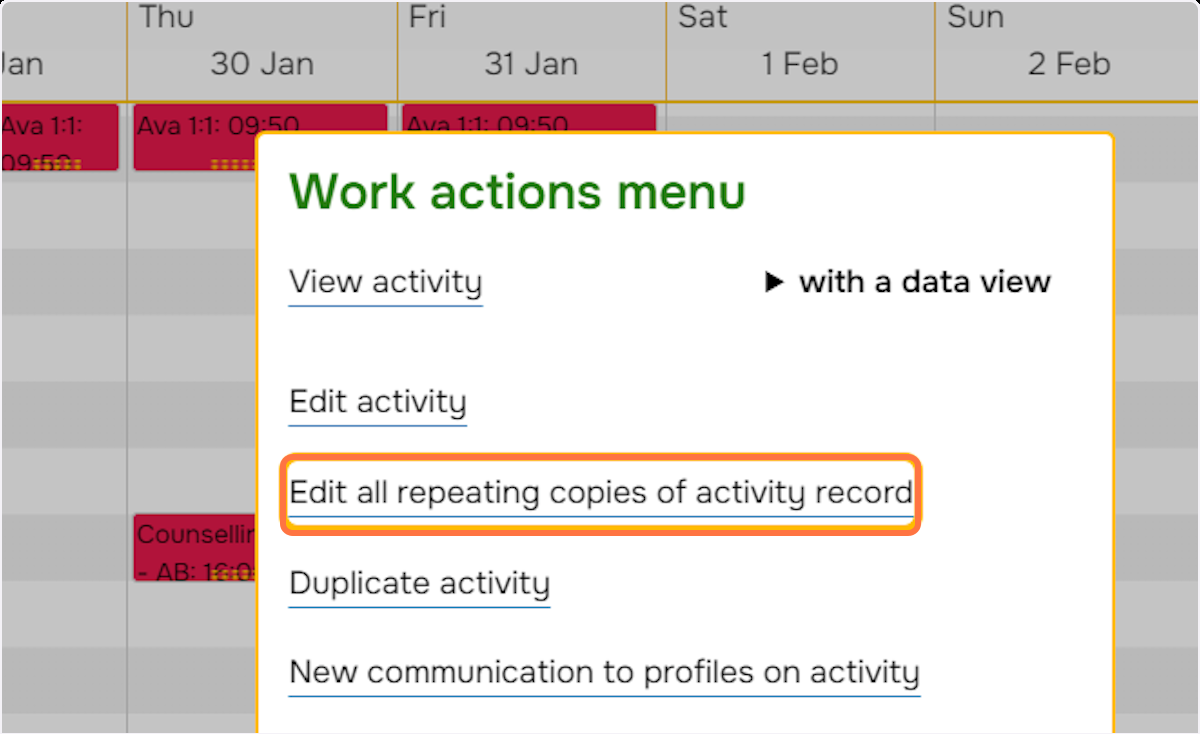 Thu Fri Sat Sun
Jan 30 Jan 31 Jan 1 Feb 2 Feb
Ava 1:1: Ava 1:1: 09:50 Ava 1:1: 09:50
09:50
Work actions menu
View activity ▶ with a data view
Edit activity
Edit all repeating copies of activity record
Counsellin
- AB:
Duplicate activity
New communication to profiles on activity